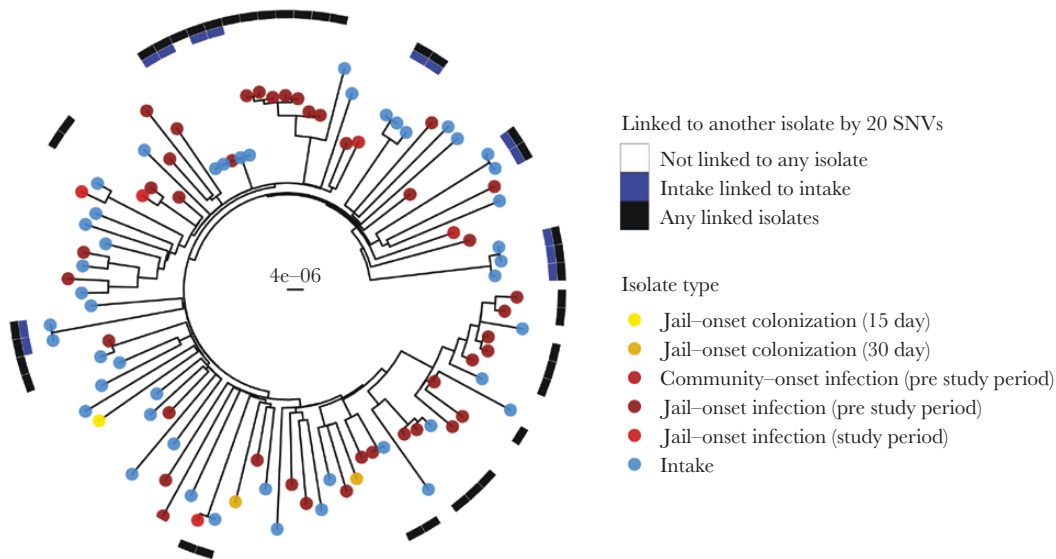 4e–06
Linked to another isolate by 20 SNVs
Not linked to any isolate
Intake linked to intake
Any linked isolates
Isolate type
Jail–onset colonization (15 day)
Jail–onset colonization (30 day)
Community–onset infection (pre study period)
Jail–onset infection (pre study period)
Jail–onset infection (study period)
Intake